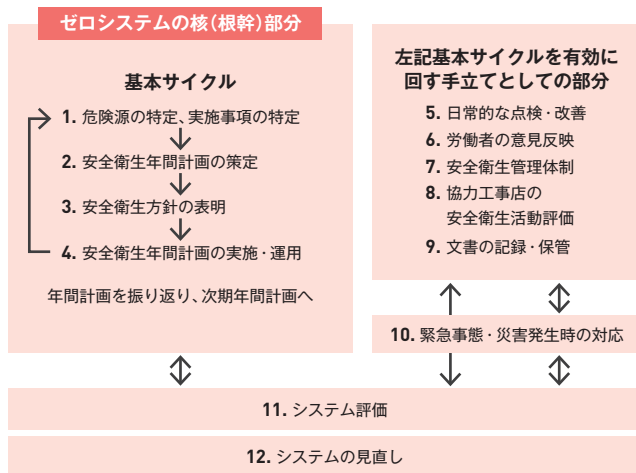 ゼロシステムの核(根幹)部分
基本サイクル
1. 危険源の特定、実施事項の特定
2. 安全衛生年間計画の策定
3. 安全衛生方針の表明
4. 安全衛生年間計画の実施・運用
年間計画を振り返り、次期年間計画へ
左記基本サイクルを有効に
回す手立てとしての部分
5. 日常的な点検・改善
6. 労働者の意見反映
7. 安全衛生管理体制
8. 協力工事店の
安全衛生活動評価
9. 文書の記録・保管
10. 緊急事態・災害発生時の対応
11. システム評価
12. システムの見直し